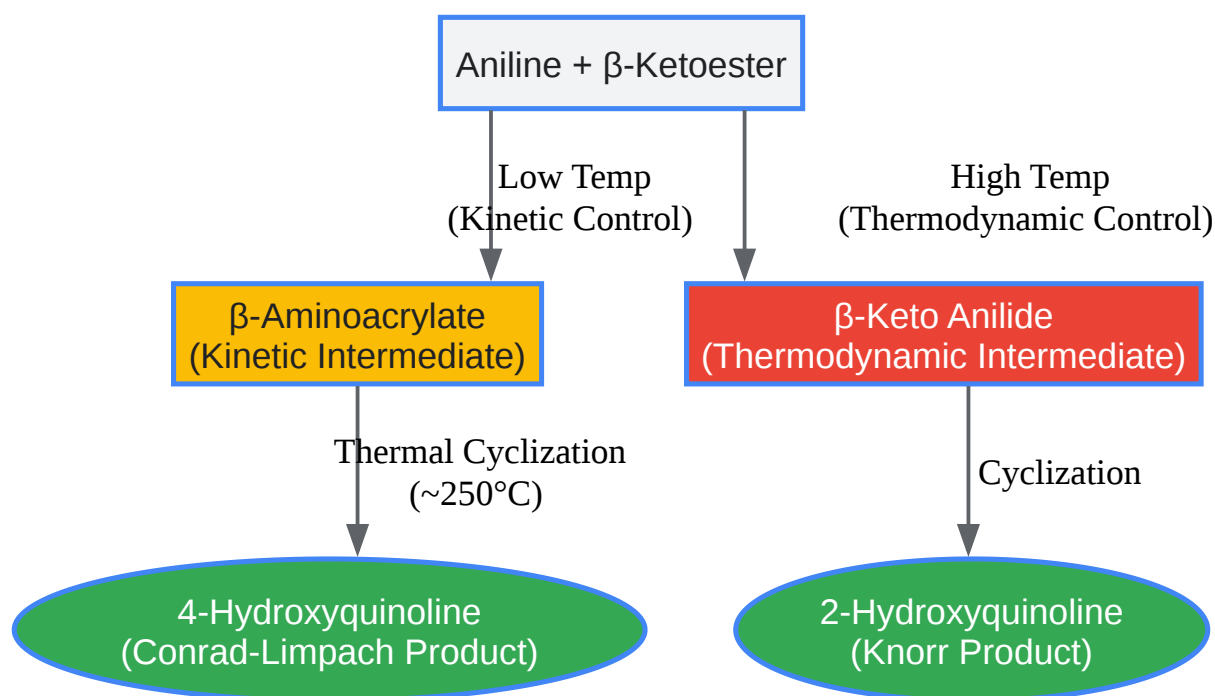 Aniline + β-Ketoester
Low Temp
(Kinetic Control)
High Temp
(Thermodynamic Control)
β-Aminoacrylate
(Kinetic Intermediate)
β-Keto Anilide
(Thermodynamic Intermediate)
Thermal Cyclization
(~250°C)
Cyclization
4-Hydroxyquinoline
(Conrad-Limpach Product)
2-Hydroxyquinoline
(Knorr Product)